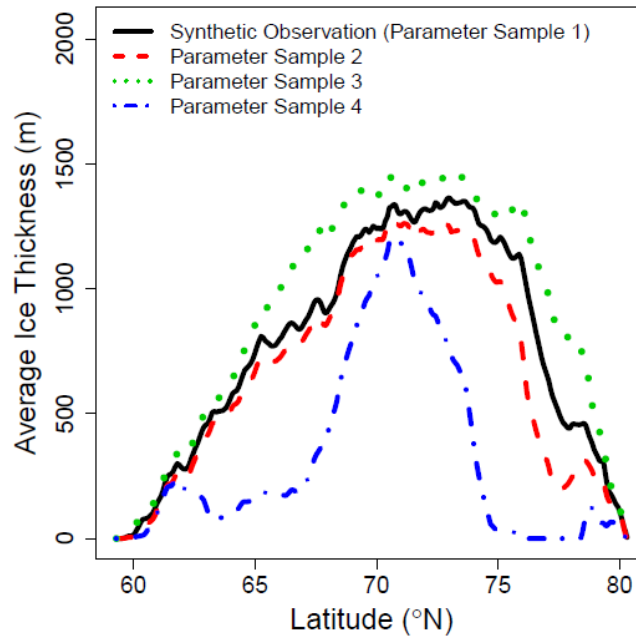 Synthetic Observation (Parameter Sample 1)
Parameter Sample 2
Parameter Sample 3
Parameter Sample 4
Average Ice Thickness (m)
2000
1500
1000
500
0
60 65 70 75 80
Latitude (°N)